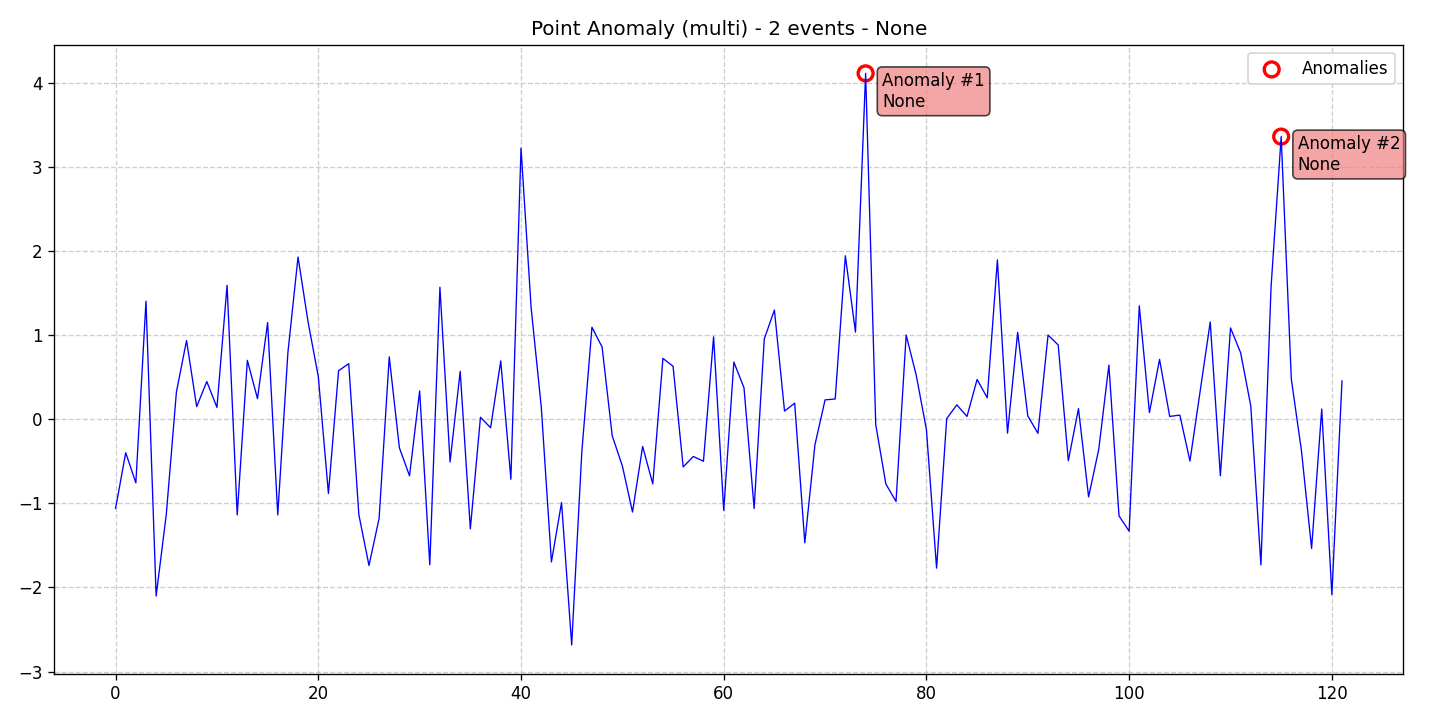 Point Anomaly (multi) - 2 events - None
Anomalies
Anomaly #1
None
Anomaly #2
None
4
3
2
1
0
−1
−2
−3
0
20
40
60
80
100
120